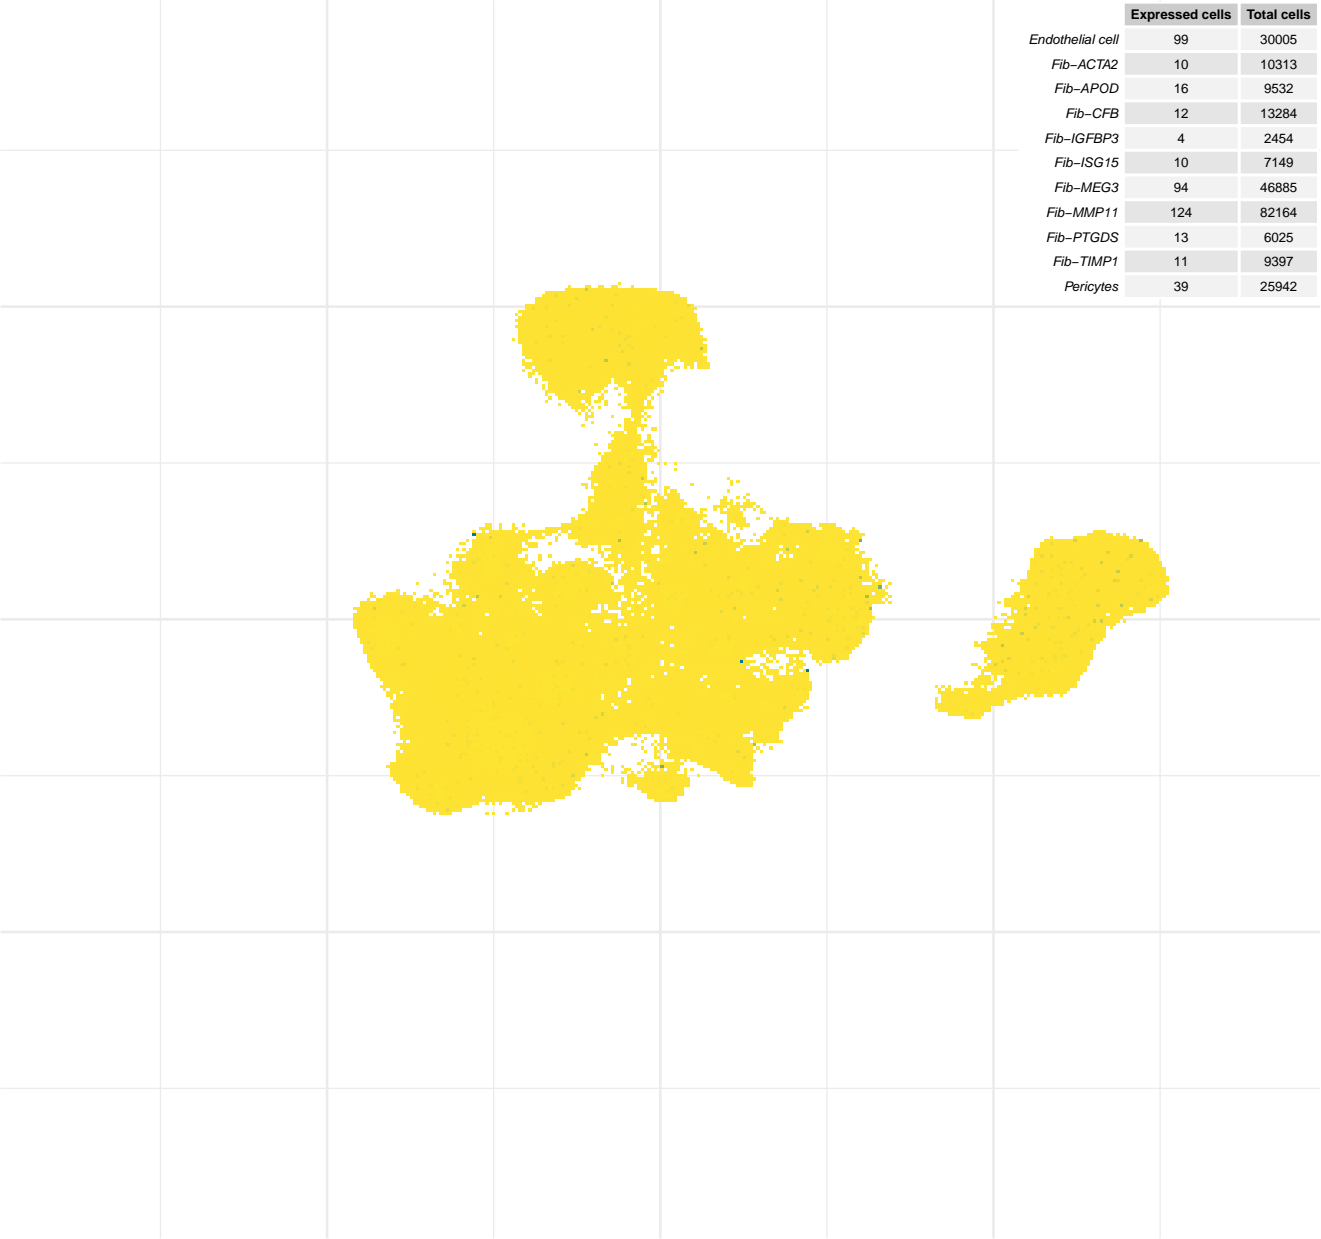 Expressed cells Total cells
Endothelial cell 99 30005
Fib−ACTA2 10 10313
Fib−APOD 16 9532
Fib−CFB 12 13284
Fib−IGFBP3 4 2454
Fib−ISG15 10 7149
Fib−MEG3 94 46885
Fib−MMP11 124 82164
Fib−PTGDS 13 6025
Fib−TIMP1 11 9397
Pericytes 39 25942